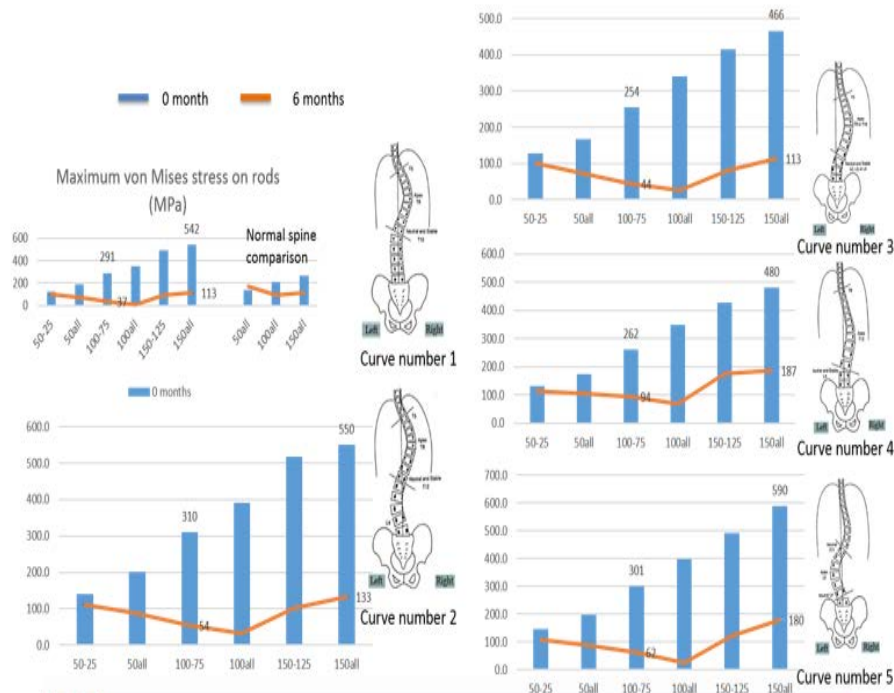 0 month
6 months
Maximum von Mises stress on rods
(MPa)
600
400
200
0
291
542
37
113
Normal spine
comparison
50-25
50all
100-75
100all
150-125
150all
50all
100all
150all
Left
Right
Curve number 1
0 months
600.0
500.0
400.0
300.0
200.0
100.0
0.0
310
550
54
133
50-25
50all
100-75
100all
150-125
150all
Left
Right
Curve number 2
500.0
400.0
300.0
200.0
100.0
0.0
254
466
44
113
50-25
50all
100-75
100all
150-125
150all
Left
Right
Curve number 3
600.0
500.0
400.0
300.0
200.0
100.0
0.0
262
480
94
187
50-25
50all
100-75
100all
150-125
150all
Left
Right
Curve number 4
700.0
600.0
500.0
400.0
300.0
200.0
100.0
0.0
301
590
62
180
50-25
50all
100-75
100all
150-125
150all
Left
Right
Curve number 5